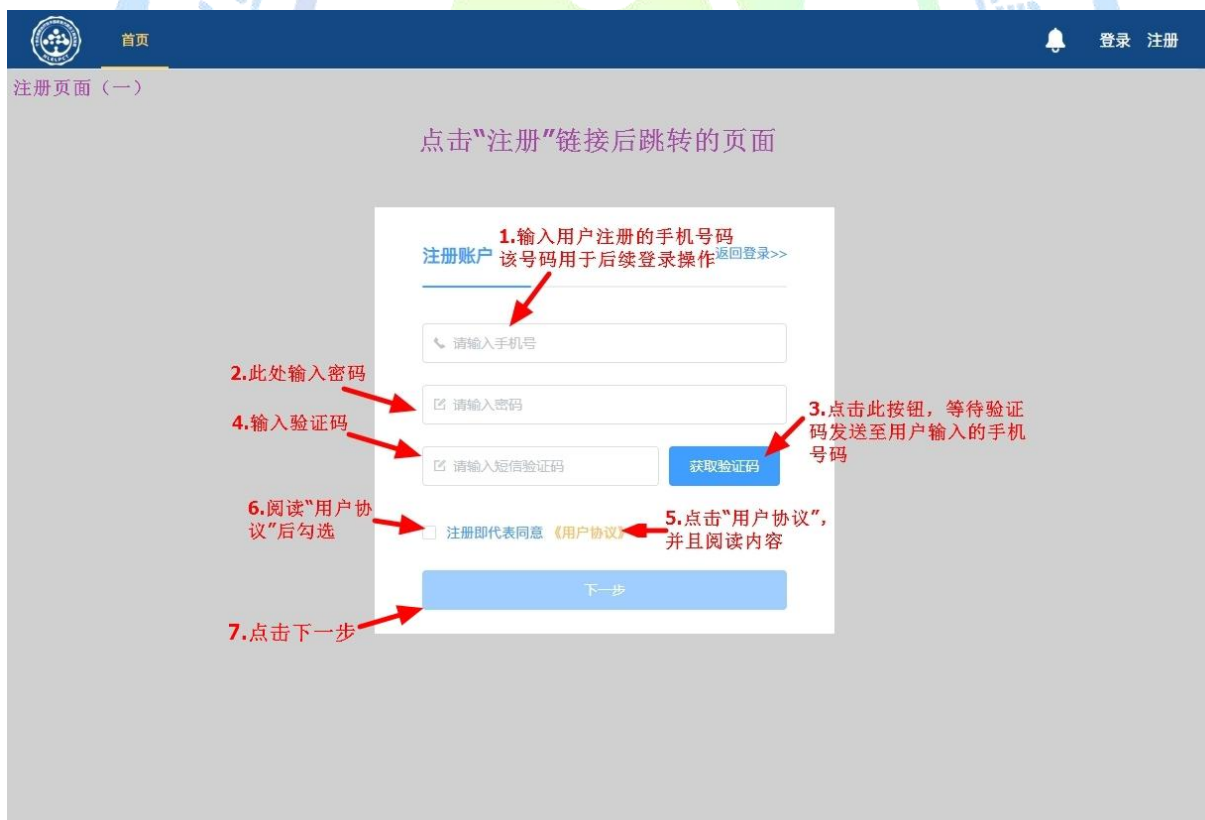 首页
登录 注册
注册页面（一）
点击“注册”链接后跳转的页面
1.输入用户注册的手机号码
注册账户 该号码用于后续登录操作 返回登录>>
请输入手机号
2.此处输入密码
请输入密码
3.点击此按钮，等待验证
码发送至用户输入的手机
号码
4.输入验证码
请输入短信验证码
获取验证码
6.阅读“用户协
议”后勾选
注册即代表同意 《用户协议》
5.点击“用户协议”，
并且阅读内容
下一步
7.点击下一步